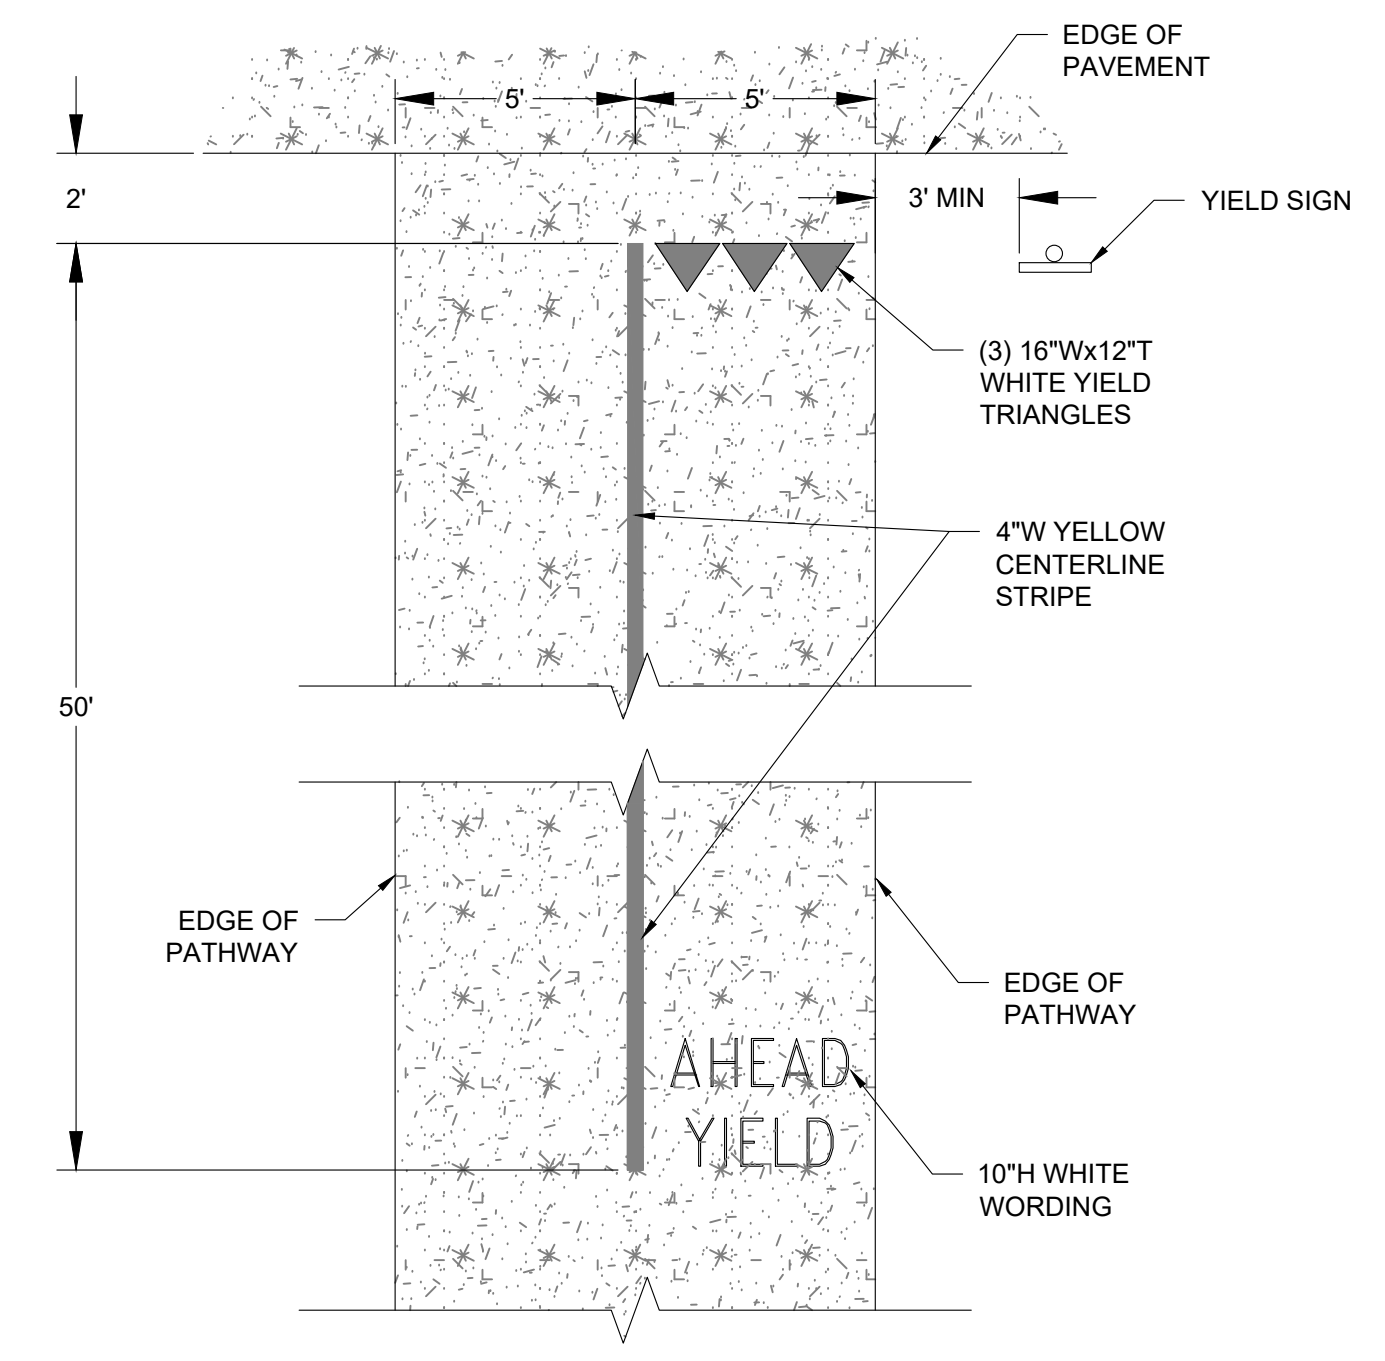 EDGE OF
PAVEMENT
5'
5'
2'
3' MIN
YIELD SIGN
(3) 16"Wx12"T
WHITE YIELD
TRIANGLES
4"W YELLOW
CENTERLINE
STRIPE
50'
EDGE OF
PATHWAY
EDGE OF
PATHWAY
AHEAD
YIELD
10"H WHITE
WORDING